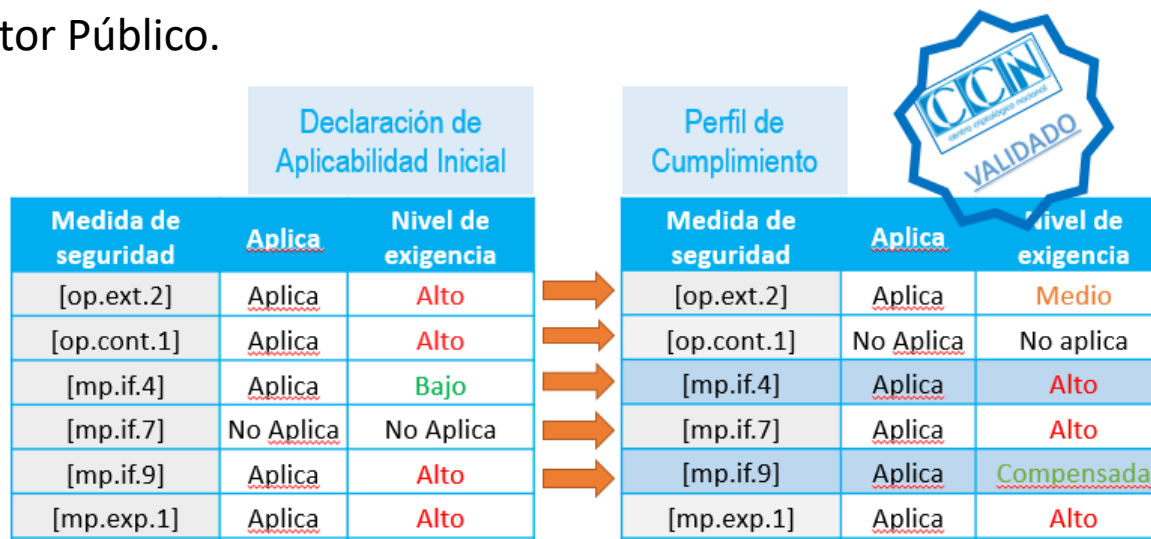 tor Público.
Declaración de
Aplicabilidad Inicial
Perfil de
Cumplimiento
CCN
centro criptológico nacional
VALIDADO
Medida de seguridad Aplica Nivel de exigencia
[op.ext.2] Aplica Alto
[op.cont.1] Aplica Alto
[mp.if.4] Aplica Bajo
[mp.if.7] No Aplica No Aplica
[mp.if.9] Aplica Alto
[mp.exp.1] Aplica Alto
Medida de seguridad Aplica Nivel de exigencia
[op.ext.2] Aplica Medio
[op.cont.1] No Aplica No aplica
[mp.if.4] Aplica Alto
[mp.if.7] Aplica Alto
[mp.if.9] Aplica Compensada
[mp.exp.1] Aplica Alto